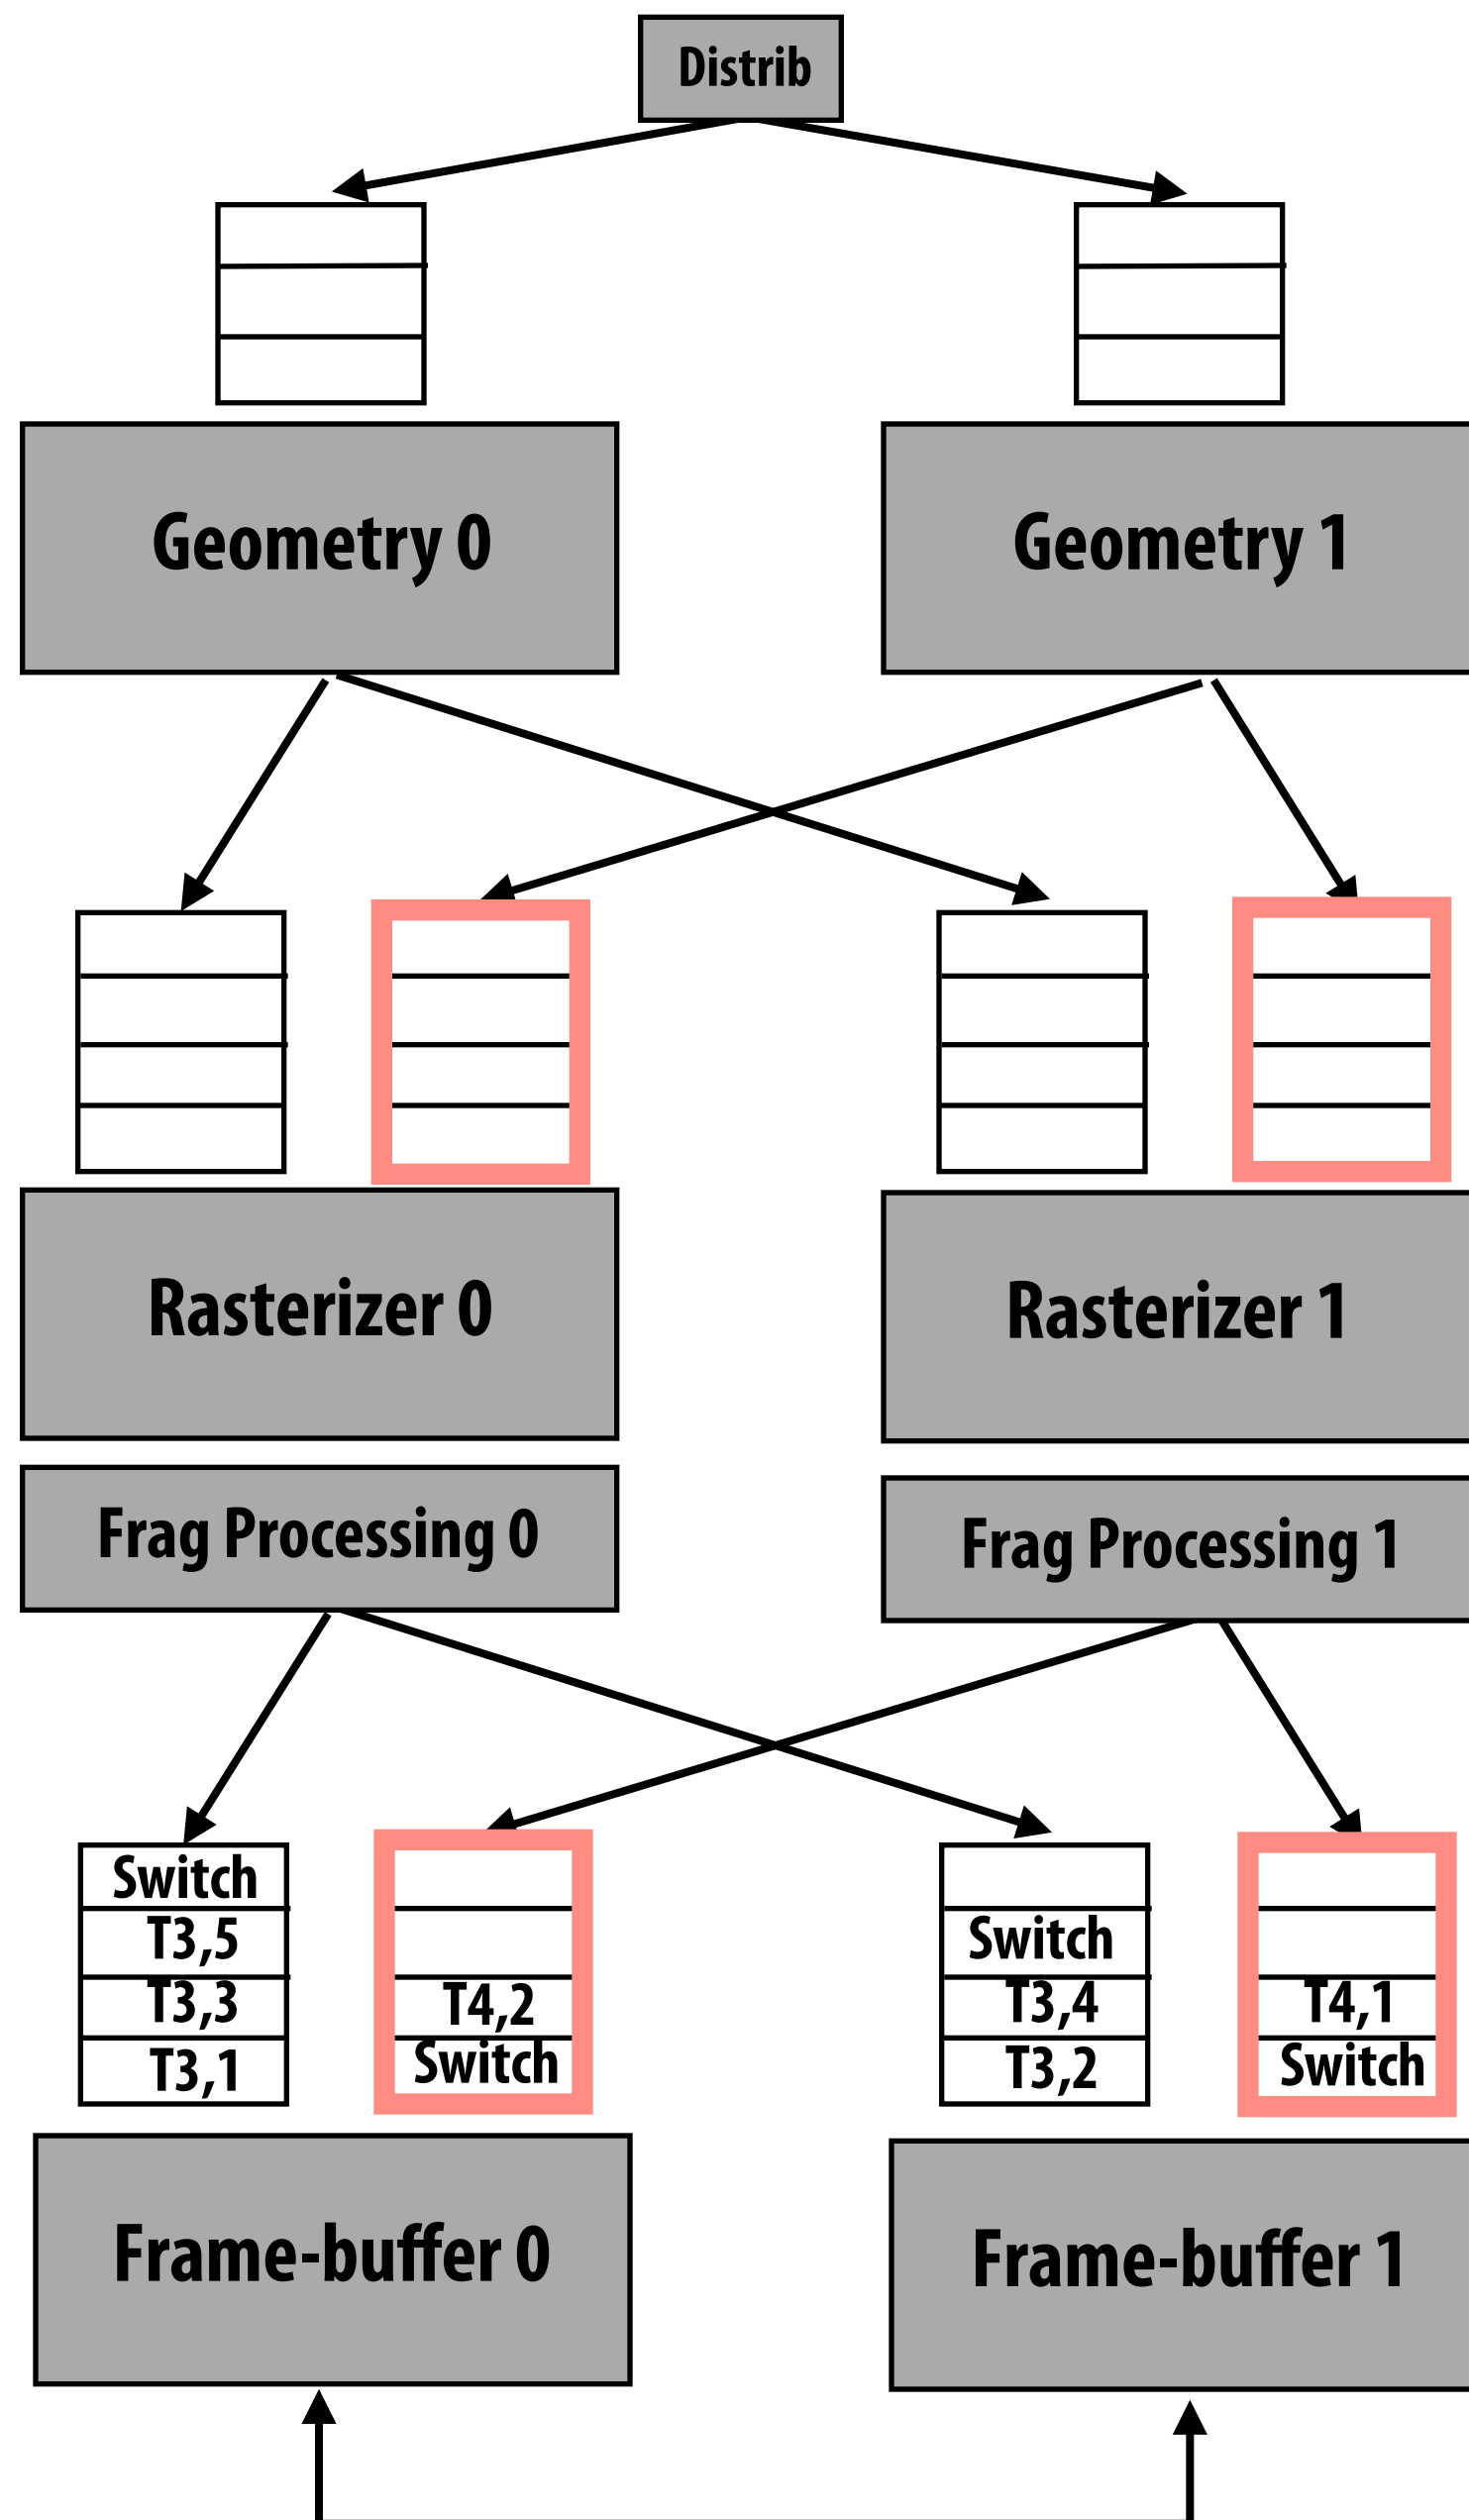 Distrib
Geometry 0
Geometry 1
Rasterizer 0
Rasterizer 1
Frag Processing 0
Frag Processing 1
Switch
T3,5
T3,3
T3,1
T4,2
Switch
Switch
T3,4
T3,2
T4,1
Switch
Frame-buffer 0
Frame-buffer 1